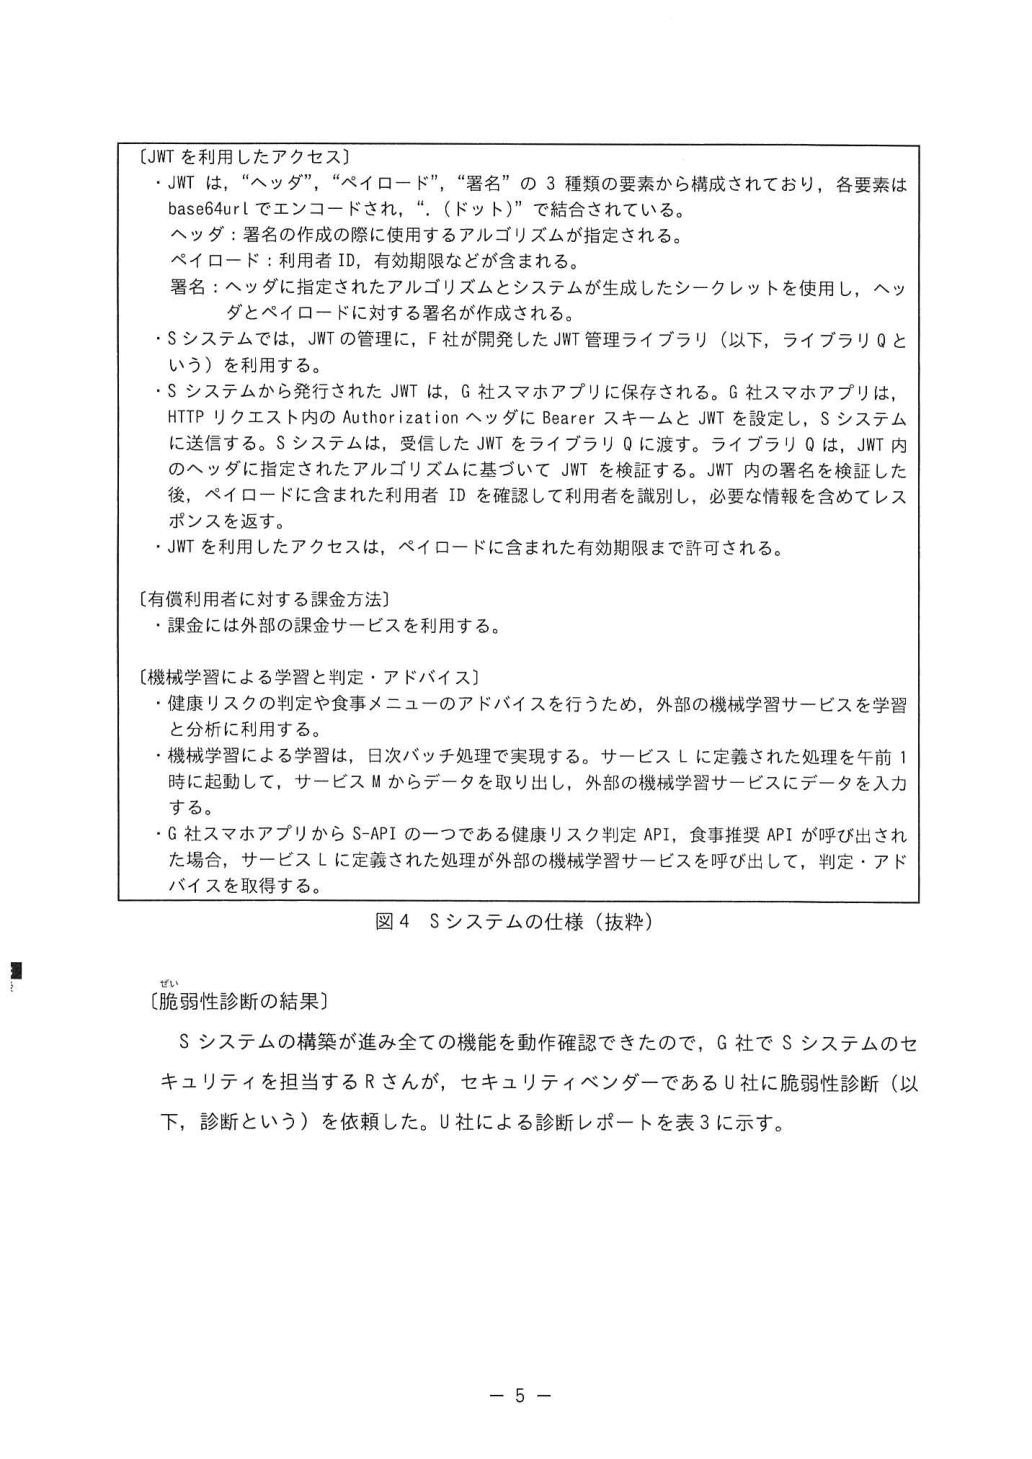 〔JWT を利用したアクセス〕
・JWT は，“ヘッダ”，“ペイロード”，“署名” の 3 種類の要素から構成されており，各要素は
base64url でエンコードされ，“．（ドット）” で結合されている。
ヘッダ：署名の作成の際に使用するアルゴリズムが指定される。
ペイロード：利用者 ID，有効期限などが含まれる。
署名：ヘッダに指定されたアルゴリズムとシステムが生成したシークレットを使用し，ヘッ
ダとペイロードに対する署名が作成される。
・S システムでは，JWT の管理に，F 社が開発した JWT 管理ライブラリ（以下，ライブラリ Q と
いう）を利用する。
・S システムから発行された JWT は，G 社スマホアプリに保存される。G 社スマホアプリは，
HTTP リクエスト内の Authorization ヘッダに Bearer スキームと JWT を設定し，S システム
に送信する。S システムは，受信した JWT をライブラリ Q に渡す。ライブラリ Q は，JWT 内
のヘッダに指定されたアルゴリズムに基づいて JWT を検証する。JWT 内の署名を検証した
後，ペイロードに含まれた利用者 ID を確認して利用者を識別し，必要な情報を含めてレス
ポンスを返す。
・JWT を利用したアクセスは，ペイロードに含まれた有効期限まで許可される。
〔有償利用者に対する課金方法〕
・課金には外部の課金サービスを利用する。
〔機械学習による学習と判定・アドバイス〕
・健康リスクの判定や食事メニューのアドバイスを行うため，外部の機械学習サービスを学習
と分析に利用する。
・機械学習による学習は，日次バッチ処理で実現する。サービス L に定義された処理を午前 1
時に起動して，サービス M からデータを取り出し，外部の機械学習サービスにデータを入力
する。
・G 社スマホアプリから S-API の一つである健康リスク判定 API，食事推奨 API が呼び出され
た場合，サービス L に定義された処理が外部の機械学習サービスを呼び出して，判定・アド
バイスを取得する。
図4　S システムの仕様（抜粋）
ぜい
〔脆弱性診断の結果〕
S システムの構築が進み全ての機能を動作確認できたので，G 社で S システムのセ
キュリティを担当する R さんが，セキュリティベンダーである U 社に脆弱性診断（以
下，診断という）を依頼した。U 社による診断レポートを表 3 に示す。
－ 5 －